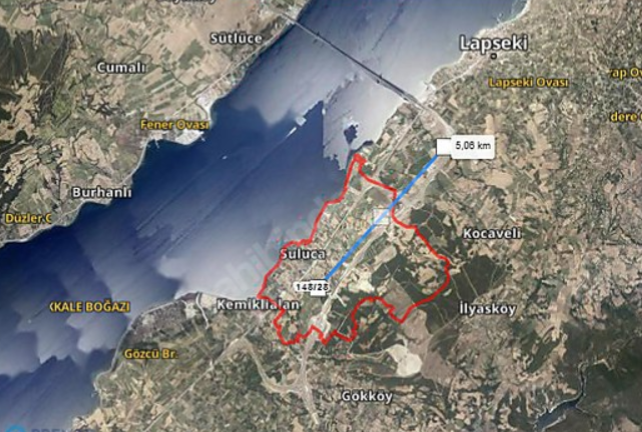 Sütlüce
Lapseki
Cumalı
Lapseki Ovası
Fener Ovası
dere
5,06 km
Burhanlı
Düzler
Kocaveli
Suluca
148/28
Kemiklialan
KALE BOĞAZI
İlyasköy
Gözcü Br.
Gökköy